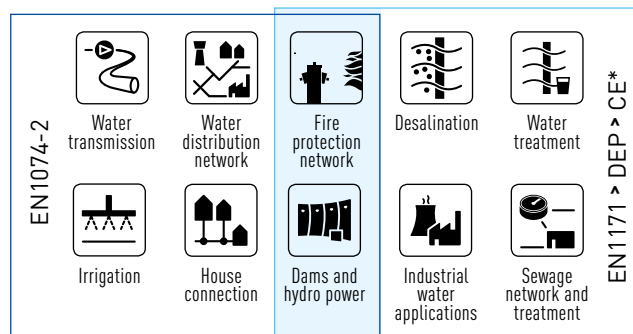 EN1074-2
Water
transmission
Water
distribution
network
Fire
protection
network
Desalination
Water
treatment
Irrigation
House
connection
Dams and
hydro power
Industrial
water
applications
Sewage
network and
treatment
EN1171 > DEP > CE*